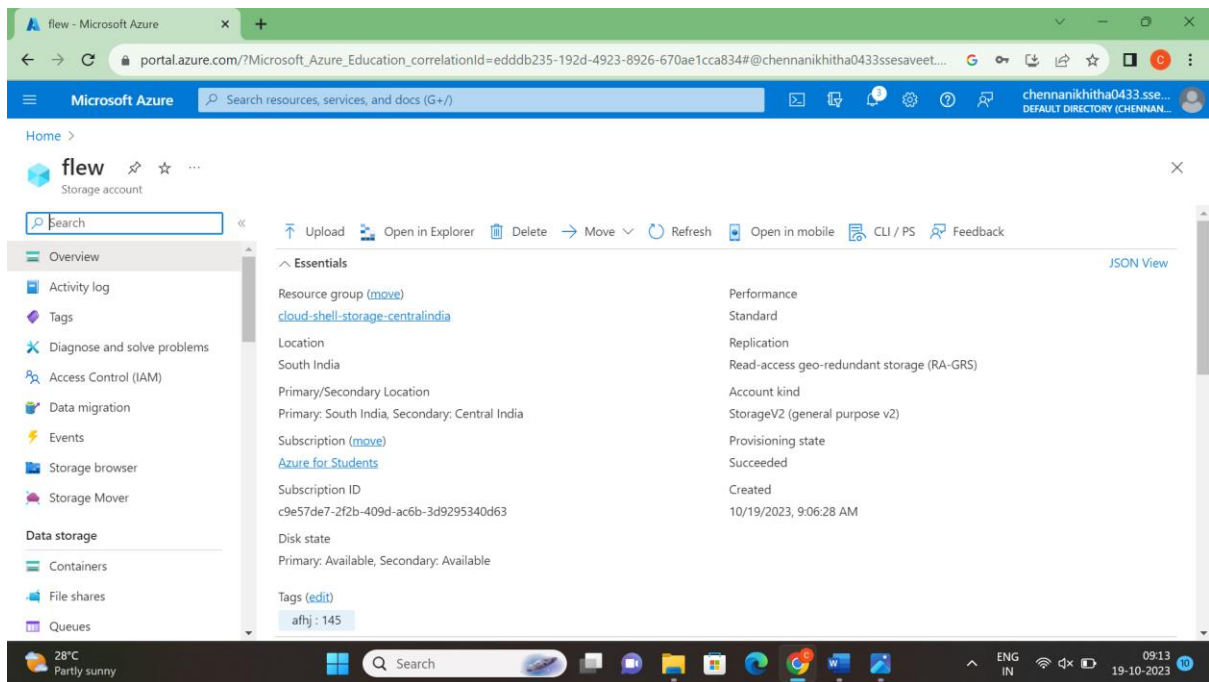 flew - Microsoft Azure
portal.azure.com/?Microsoft_Azure_Education_correlationId=edddb235-192d-4923-8926-670ae1cca834#@chennanikhitha0433ssesaveet....
Microsoft Azure
Search resources, services, and docs (G+/)
3
chennanikhitha0433.sse...
DEFAULT DIRECTORY (CHENNAN...
Home >
flew
Storage account
Search
Upload Open in Explorer Delete Move Refresh Open in mobile CLI / PS Feedback
Overview
Activity log
Tags
Diagnose and solve problems
Access Control (IAM)
Data migration
Events
Storage browser
Storage Mover
Data storage
Containers
File shares
Queues
Essentials
JSON View
Resource group (move)
cloud-shell-storage-centralindia
Location
South India
Primary/Secondary Location
Primary: South India, Secondary: Central India
Subscription (move)
Azure for Students
Subscription ID
c9e57de7-2f2b-409d-ac6b-3d9295340d63
Disk state
Primary: Available, Secondary: Available
Tags (edit)
afhj : 145
Performance
Standard
Replication
Read-access geo-redundant storage (RA-GRS)
Account kind
StorageV2 (general purpose v2)
Provisioning state
Succeeded
Created
10/19/2023, 9:06:28 AM
28°C
Partly sunny
Search
ENG
IN
09:13
19-10-2023
10